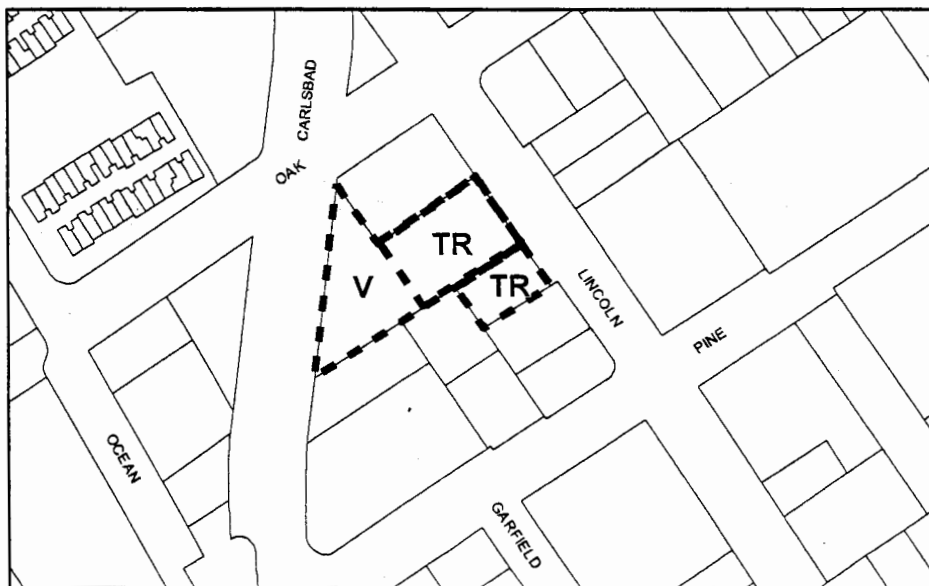 CARLSBAD
OAK
TR
V
TR
LINCOLN
PINE
OCEAN
GARFIELD